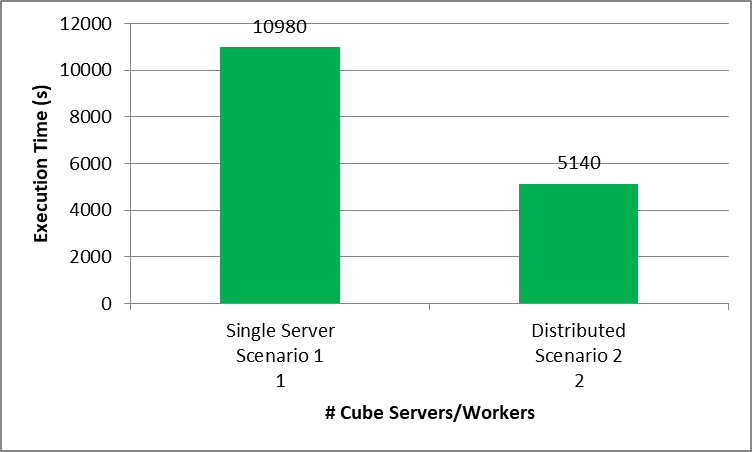 12000
10000
8000
6000
4000
2000
0
Execution Time (s)
10980
5140
Single Server
Scenario 1
1
Distributed
Scenario 2
2
# Cube Servers/Workers